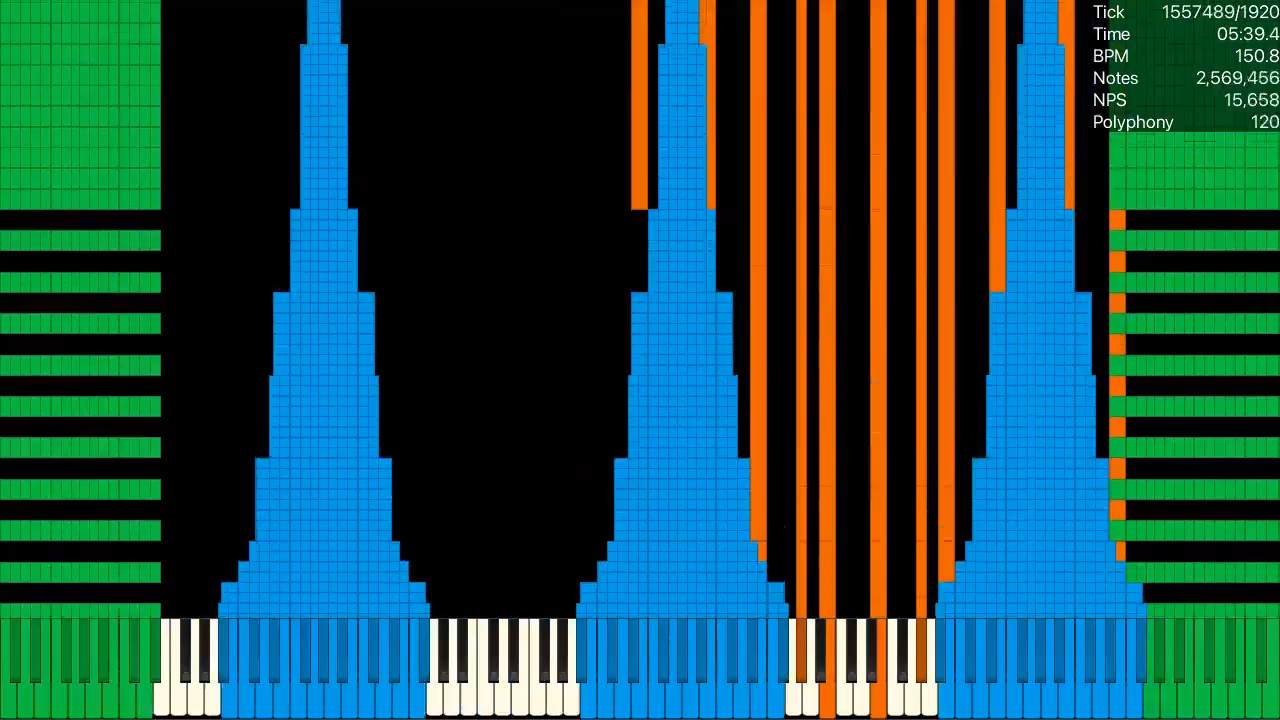 Tick 1557489/1920
Time 05:39.4
BPM 150.8
Notes 2,569,456
NPS 15,658
Polyphony 120